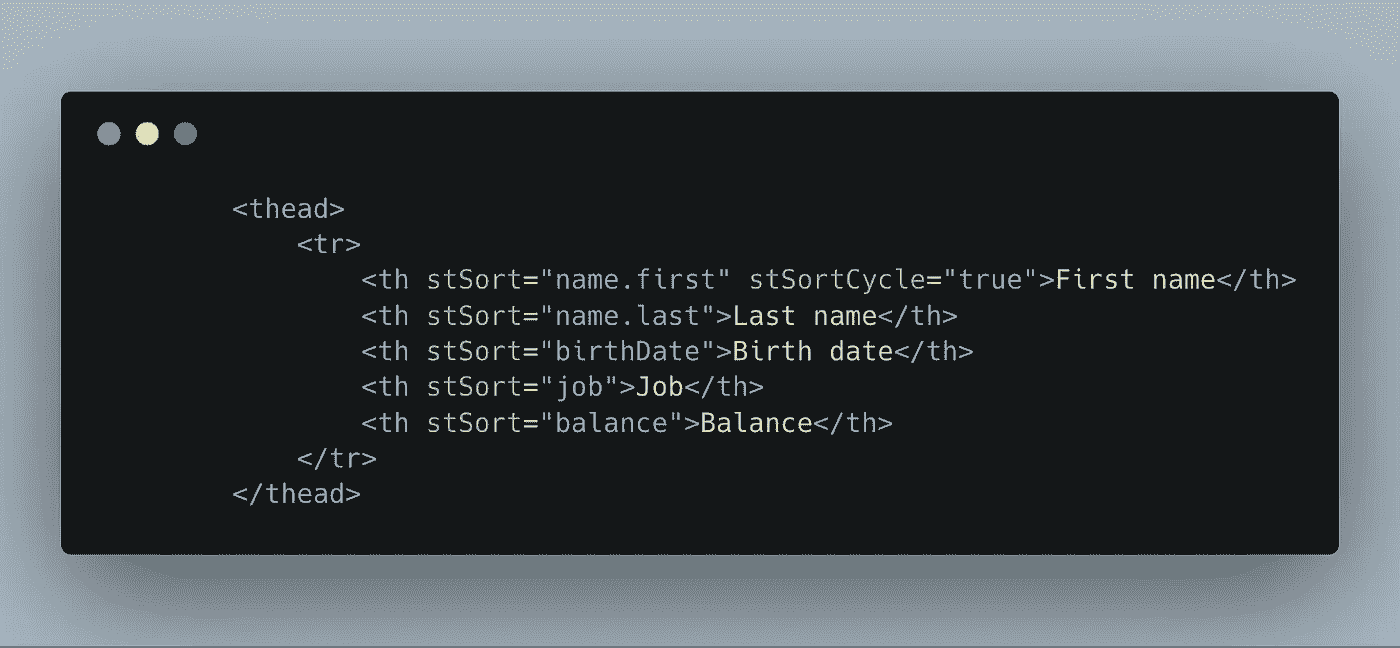 <thead>
<tr>
<th stSort="name.first" stSortCycle="true">First name</th>
<th stSort="name.last">Last name</th>
<th stSort="birthDate">Birth date</th>
<th stSort="job">Job</th>
<th stSort="balance">Balance</th>
</tr>
</thead>